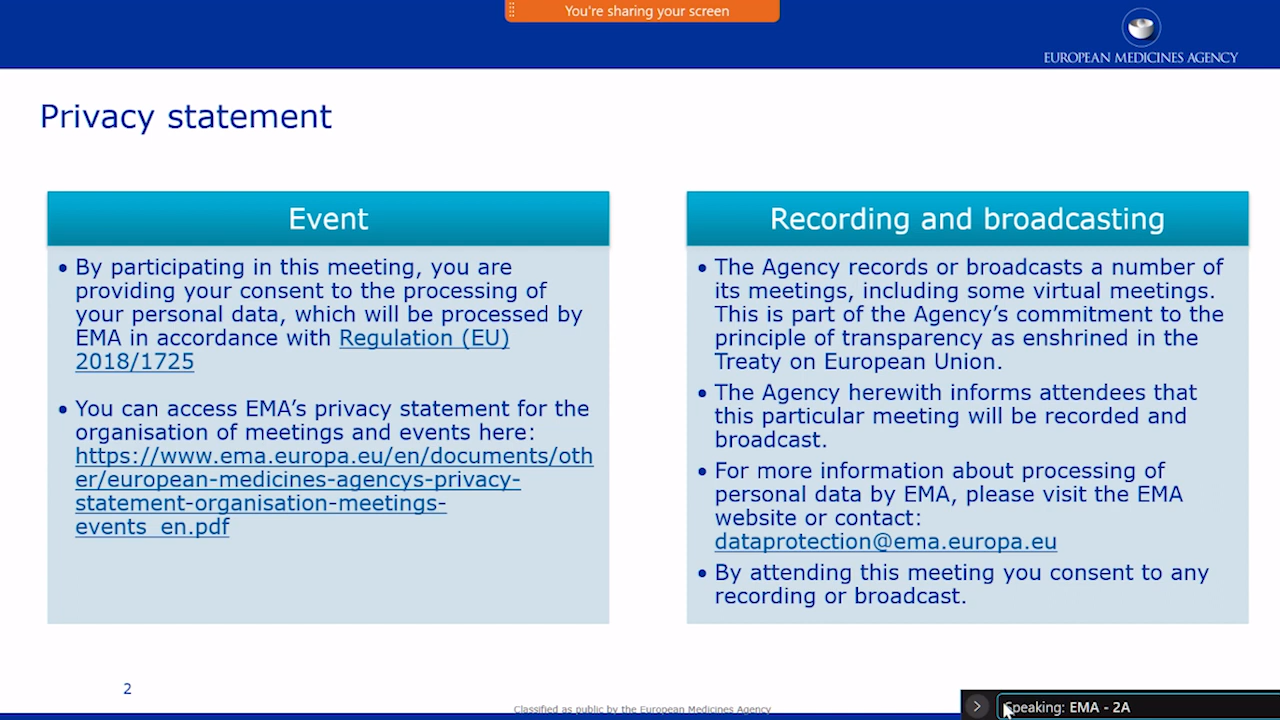 You're sharing your screen
EUROPEAN MEDICINES AGENCY
Privacy statement
Event
• By participating in this meeting, you are
providing your consent to the processing of
your personal data, which will be processed by
EMA in accordance with Regulation (EU)
2018/1725
• You can access EMA’s privacy statement for the
organisation of meetings and events here:
https://www.ema.europa.eu/en/documents/oth
er/european-medicines-agencys-privacy-
statement-organisation-meetings-
events_en.pdf
Recording and broadcasting
• The Agency records or broadcasts a number of
its meetings, including some virtual meetings.
This is part of the Agency’s commitment to the
principle of transparency as enshrined in the
Treaty on European Union.
• The Agency herewith informs attendees that
this particular meeting will be recorded and
broadcast.
• For more information about processing of
personal data by EMA, please visit the EMA
website or contact:
dataprotection@ema.europa.eu
• By attending this meeting you consent to any
recording or broadcast.
2
Classified as public by the European Medicines Agency
Speaking: EMA - 2A